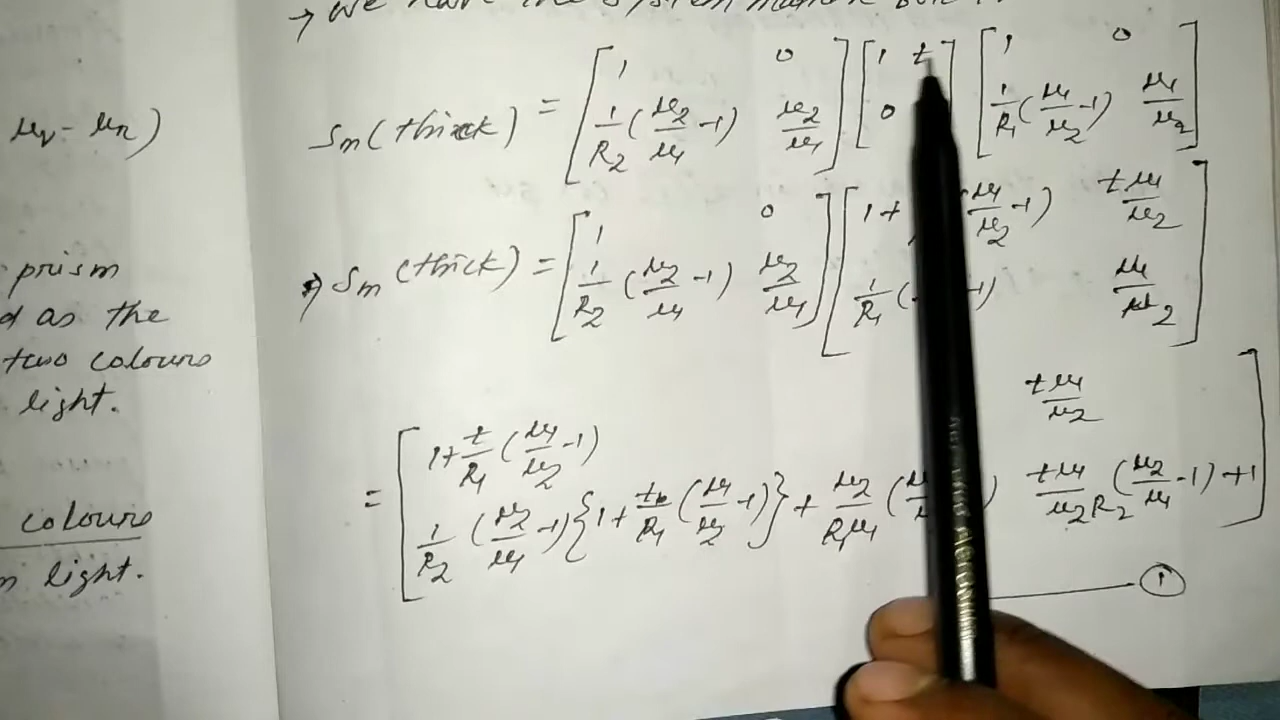 → we have the system matrix
μv - μr)
Sm(thick) = [1 0; 1/R2 (μ2/μ1 -1) μ2/μ1] [1 t; 0] [1 0; 1/R1 (μ1/μ2 -1) μ1/μ2]
⇒ Sm(thick) = [1 0; 1/R2 (μ2/μ1 -1) μ2/μ1] [1+ μ1/μ2 -1) tμ1/μ2; 1/R1 ( -1) μ1/μ2]
= [1+ t/R1 (μ1/μ2 -1) tμ1/μ2; 1/R2 (μ2/μ1 -1) {1+ t/R1 (μ1/μ2 -1)} + μ2/R1μ1 ( ) tμ1/μ2R2 (μ2/μ1 -1) +1]
①
prism
as the
two colours
light.
colours
light.